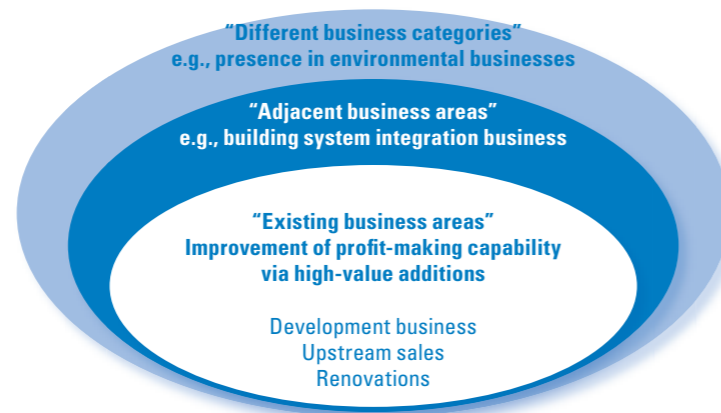 “Different business categories”
e.g., presence in environmental businesses
“Adjacent business areas”
e.g., building system integration business
“Existing business areas”
Improvement of profit-making capability
via high-value additions
Development business
Upstream sales
Renovations